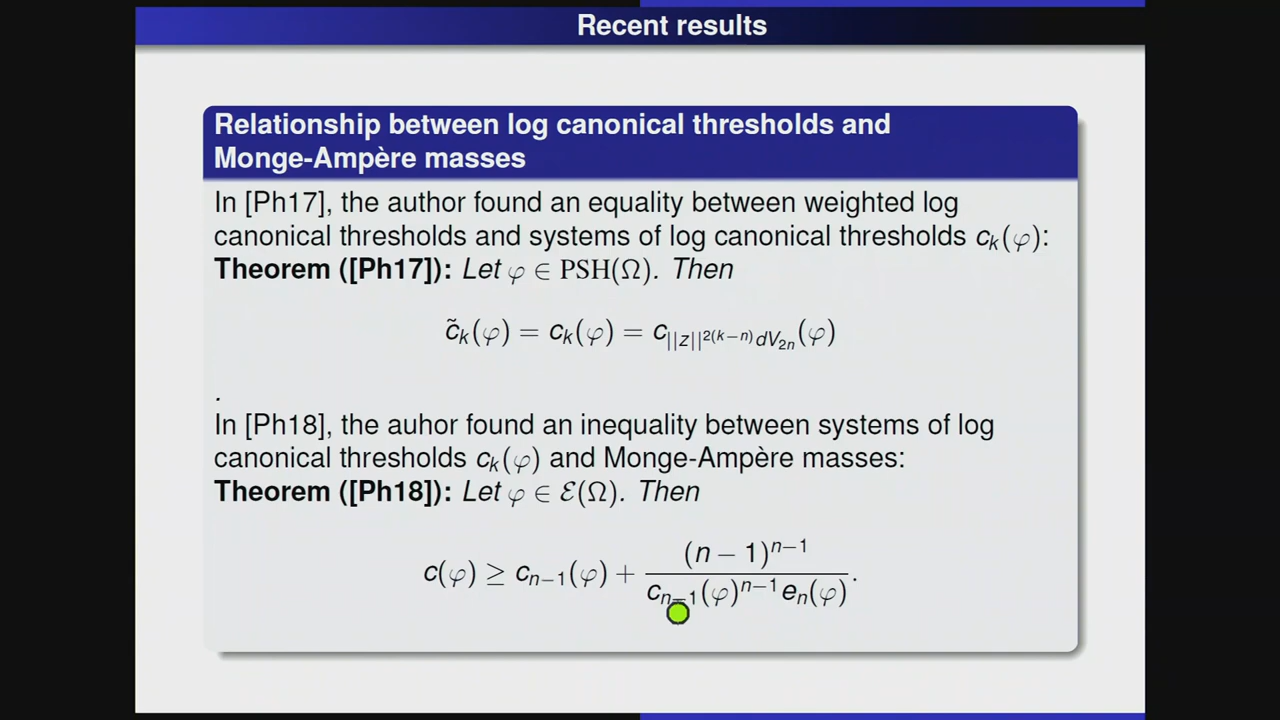 Recent results
Relationship between log canonical thresholds and
Monge-Ampère masses
In [Ph17], the author found an equality between weighted log
canonical thresholds and systems of log canonical thresholds c_k(φ):
Theorem ([Ph17]): Let φ ∈ PSH(Ω). Then
c̃_k(φ) = c_k(φ) = c_{||z||^{2(k−n)}dV_{2n}}(φ)
.
In [Ph18], the auhor found an inequality between systems of log
canonical thresholds c_k(φ) and Monge-Ampère masses:
Theorem ([Ph18]): Let φ ∈ ℰ(Ω). Then
c(φ) ≥ c_{n−1}(φ) + (n − 1)^{n−1} / c_{n−1}(φ)^{n−1} e_n(φ).